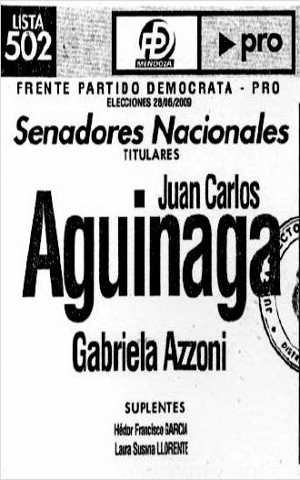 LISTA
502
PD
MENDOZA
pro
FRENTE PARTIDO DEMOCRATA - PRO
ELECCIONES 28/06/2009
Senadores Nacionales
TITULARES
Juan Carlos
Aguinaga
Gabriela Azzoni
SUPLENTES
Héctor Francisco GARCIA
Laura Susana LLORENTE